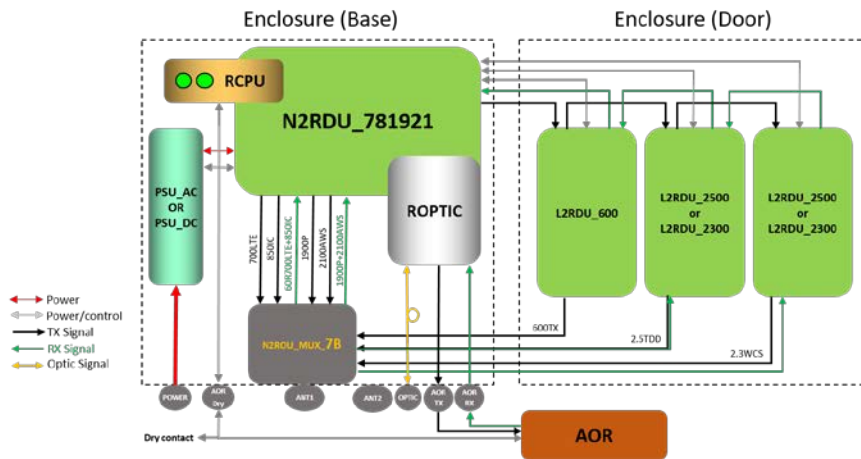 Enclosure (Base)
Enclosure (Door)
RCPU
N2RDU_781921
PSU_AC
OR
PSU_DC
ROPTIC
L2RDU_600
L2RDU_2500
or
L2RDU_2300
L2RDU_2500
or
L2RDU_2300
700LTE
850IC
60R700LTE+850IC
1900P
2100AWS
1900P+2100AWS
Power
Power/control
TX Signal
RX Signal
Optic Signal
N2ROU_MUX_7B
600TX
2.5TDD
2.3WCS
POWER
AOR
Dry
ANT1
ANT2
OPTIC
AOR
TX
AOR
RX
Dry contact
AOR